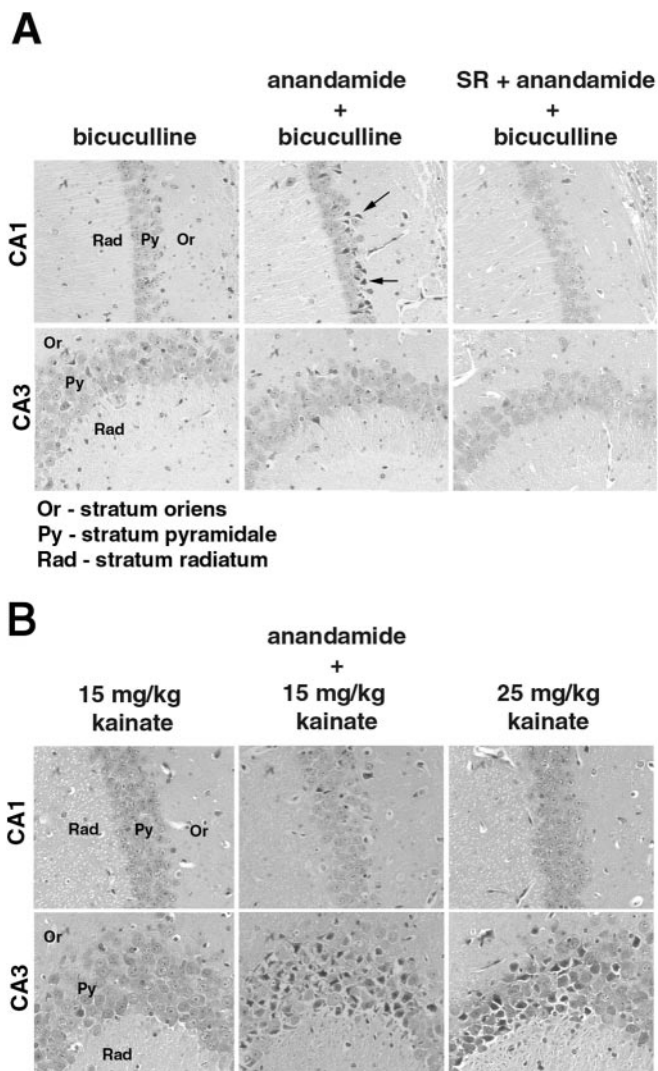 A
bicuculline
anandamide
+
bicuculline
SR + anandamide
+
bicuculline
CA1
Rad Py Or
CA3
Or
Py
Rad
Or - stratum oriens
Py - stratum pyramidale
Rad - stratum radiatum
B
15 mg/kg
kainate
anandamide
+
15 mg/kg
kainate
25 mg/kg
kainate
CA1
Rad Py Or
CA3
Or
Py
Rad